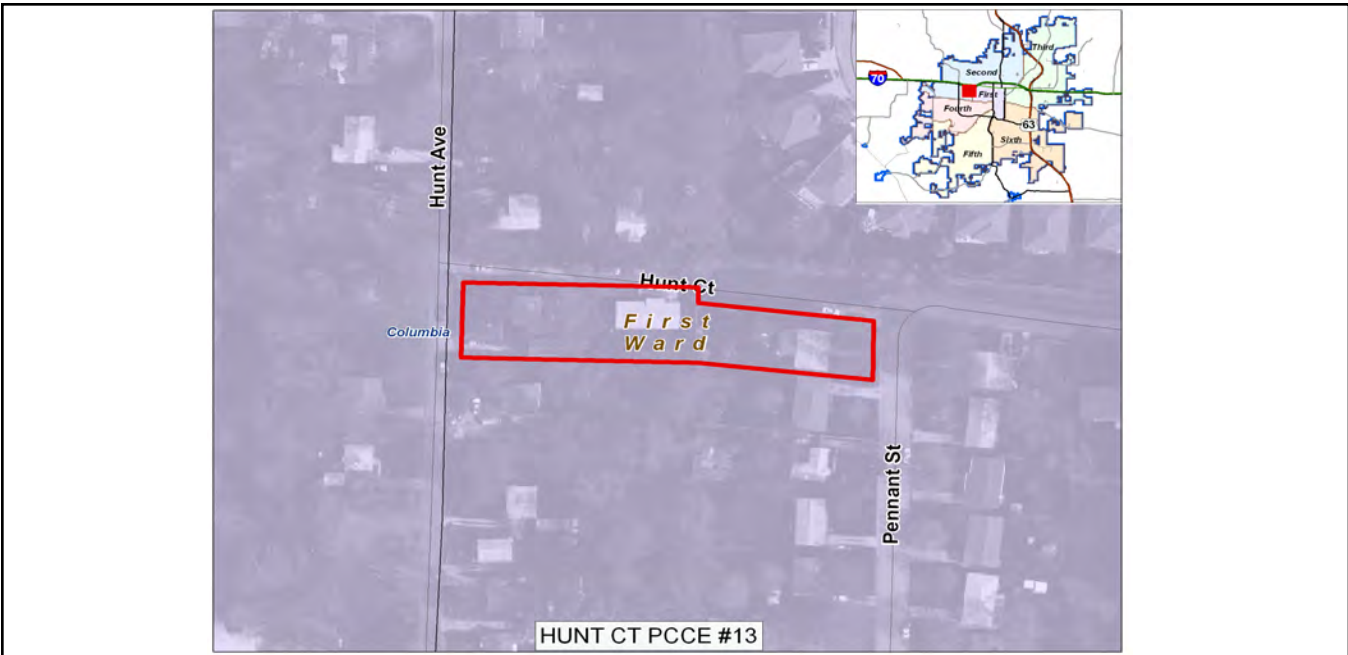 Third
Second
70
First
Fourth
63
Sixth
Fifth
Hunt Ave
Hunt Ct
First
Ward
Columbia
Pennant St
HUNT CT PCCE #13